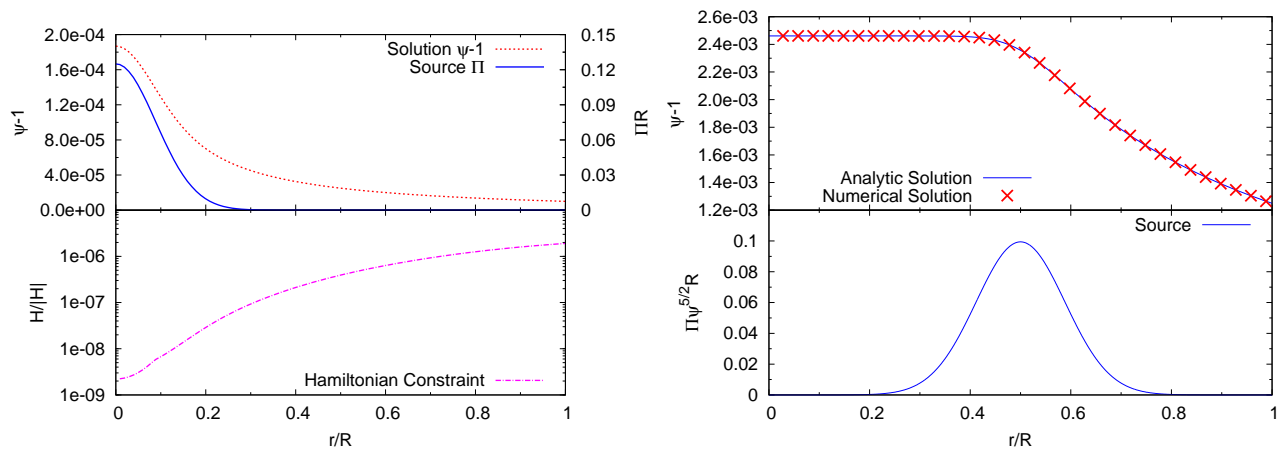 2.0e-04
1.6e-04
1.2e-04
8.0e-05
4.0e-05
0.0e+00
ψ-1
Solution ψ-1
Source Π
0.15
0.12
0.09
0.06
0.03
0
ΠR
1e-06
1e-07
1e-08
1e-09
H/|H|
Hamiltonian Constraint
0 0.2 0.4 0.6 0.8 1
r/R
2.6e-03
2.4e-03
2.2e-03
2.0e-03
1.8e-03
1.6e-03
1.4e-03
1.2e-03
ψ-1
Analytic Solution
Numerical Solution
Source
0.1
0.08
0.06
0.04
0.02
0
Πψ^5/2R
0 0.2 0.4 0.6 0.8 1
r/R